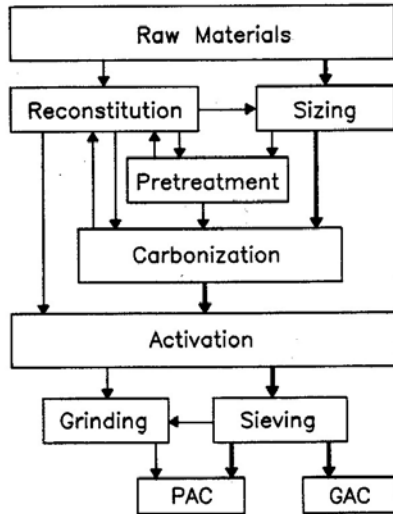 Raw Materials
Reconstitution
Sizing
Pretreatment
Carbonization
Activation
Grinding
Sieving
PAC
GAC